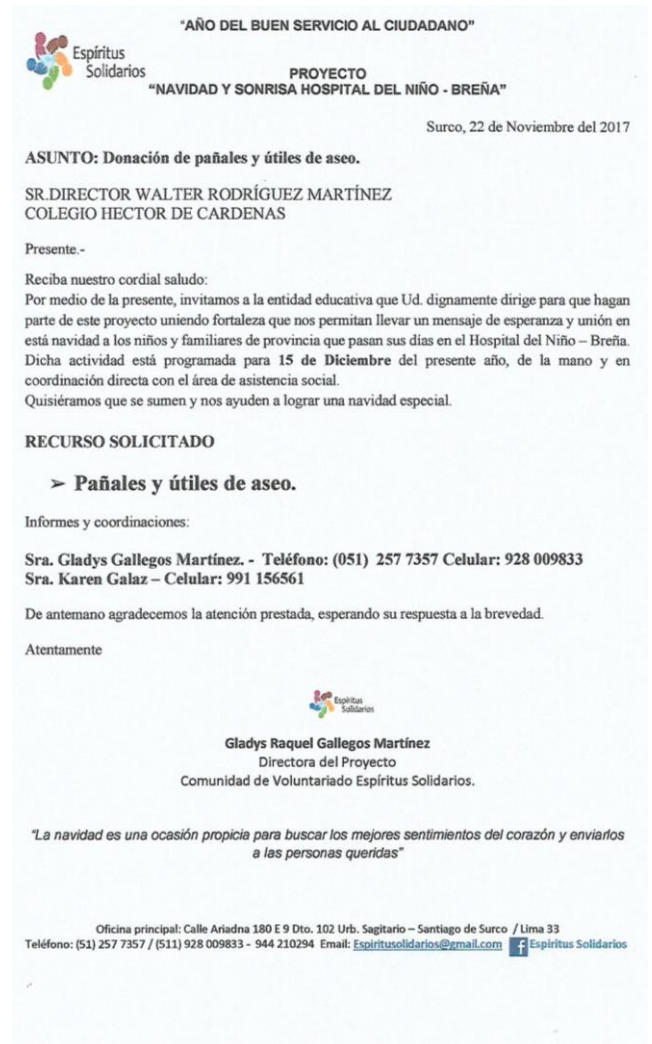 "AÑO DEL BUEN SERVICIO AL CIUDADANO"
Espíritus
Solidarios
PROYECTO
"NAVIDAD Y SONRISA HOSPITAL DEL NIÑO - BREÑA"
Surco, 22 de Noviembre del 2017
ASUNTO: Donación de pañales y útiles de aseo.
SR.DIRECTOR WALTER RODRÍGUEZ MARTÍNEZ
COLEGIO HECTOR DE CARDENAS
Presente.-
Reciba nuestro cordial saludo:
Por medio de la presente, invitamos a la entidad educativa que Ud. dignamente dirige para que hagan
parte de este proyecto uniendo fortaleza que nos permitan llevar un mensaje de esperanza y unión en
está navidad a los niños y familiares de provincia que pasan sus días en el Hospital del Niño – Breña.
Dicha actividad está programada para 15 de Diciembre del presente año, de la mano y en
coordinación directa con el área de asistencia social.
Quisiéramos que se sumen y nos ayuden a lograr una navidad especial.
RECURSO SOLICITADO
➢ Pañales y útiles de aseo.
Informes y coordinaciones:
Sra. Gladys Gallegos Martínez. - Teléfono: (051) 257 7357 Celular: 928 009833
Sra. Karen Galaz – Celular: 991 156561
De antemano agradecemos la atención prestada, esperando su respuesta a la brevedad.
Atentamente
Espíritus
Solidarios
Gladys Raquel Gallegos Martínez
Directora del Proyecto
Comunidad de Voluntariado Espíritus Solidarios.
"La navidad es una ocasión propicia para buscar los mejores sentimientos del corazón y enviarlos
a las personas queridas"
Oficina principal: Calle Ariadna 180 E 9 Dto. 102 Urb. Sagitario – Santiago de Surco / Lima 33
Teléfono: (51) 257 7357 / (511) 928 009833 - 944 210294 Email: Espiritusolidarios@gmail.com f Espiritus Solidarios